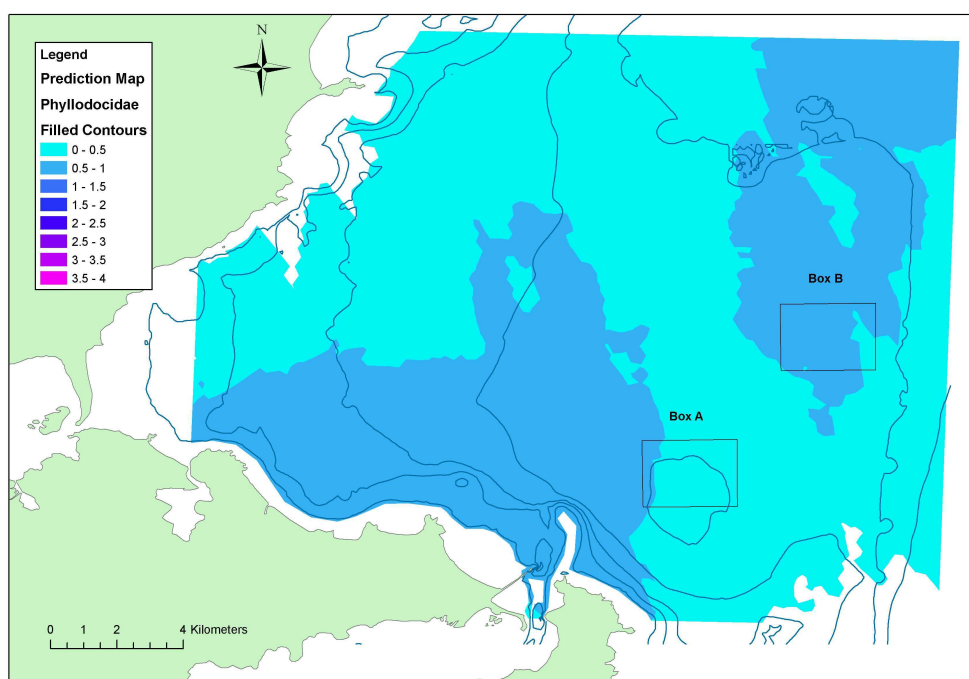 Legend
Prediction Map
Phyllodocidae
Filled Contours
0 - 0.5
0.5 - 1
1 - 1.5
1.5 - 2
2 - 2.5
2.5 - 3
3 - 3.5
3.5 - 4
N
Box B
Box A
0 1 2 4 Kilometers